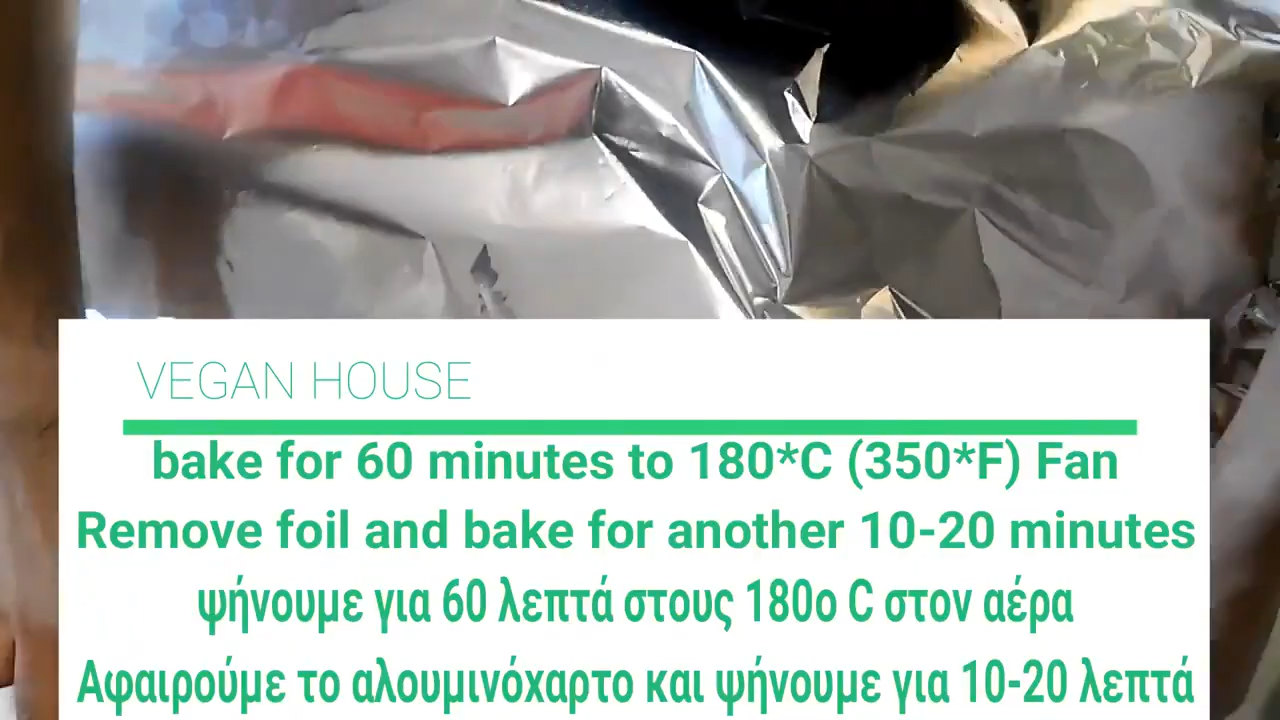 VEGAN HOUSE
bake for 60 minutes to 180*C (350*F) Fan
Remove foil and bake for another 10-20 minutes
ψήνουμε για 60 λεπτά στους 180ο C στον αέρα
Αφαιρούμε το αλουμινόχαρτο και ψήνουμε για 10-20 λεπτά